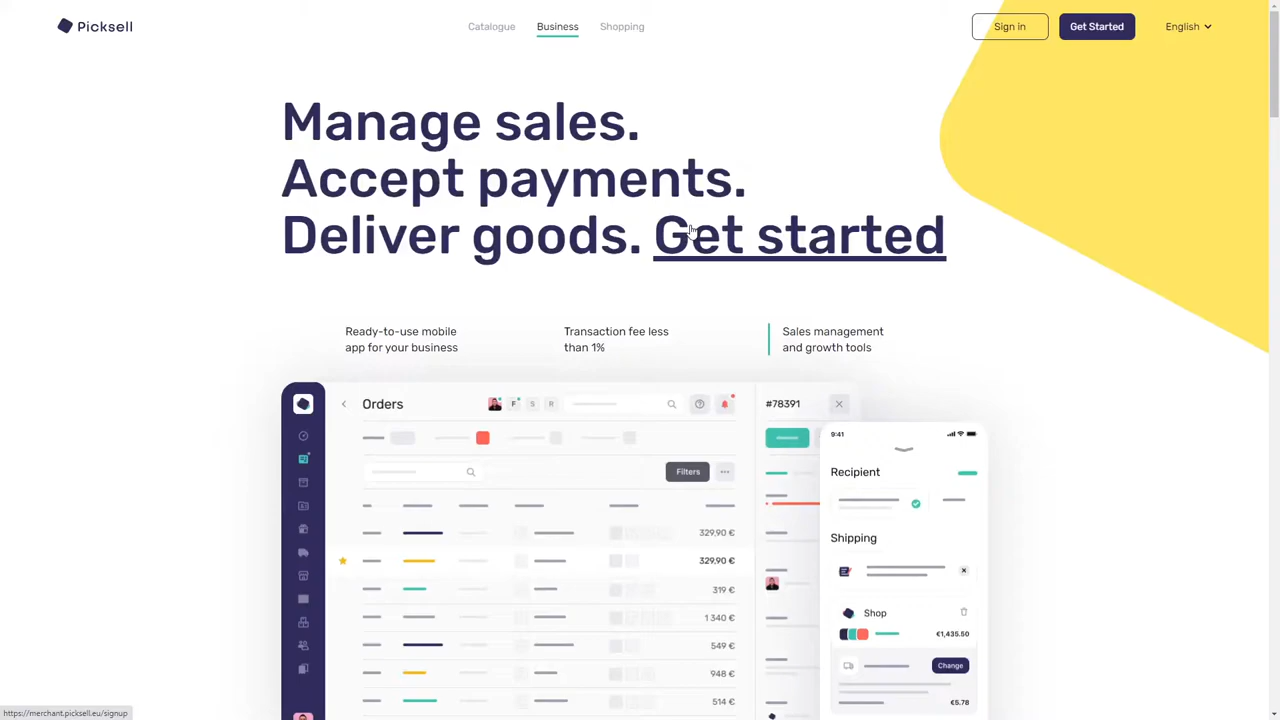 Picksell
Catalogue
Business
Shopping
Sign in
Get Started
English
Manage sales.
Accept payments.
Deliver goods. Get started
Ready-to-use mobile
app for your business
Transaction fee less
than 1%
Sales management
and growth tools
Orders
F
S
R
#78391
Filters
329,90 €
329,90 €
319 €
1 340 €
549 €
948 €
514 €
9:41
Recipient
Shipping
Shop
€1,435.50
Change
€5.78
https://merchant.picksell.eu/signup